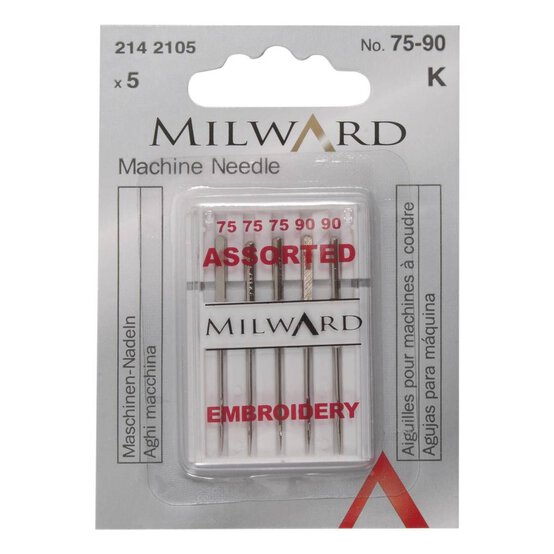 214 2105
No. 75-90
x 5
K
MILWARD
Machine Needle
75 75 75 90 90
ASSORTED
MILWARD
EMBROIDERY
Maschinen-Nadeln
Aghi macchina
Aiguilles pour machines à coudre
Agujas para máquina